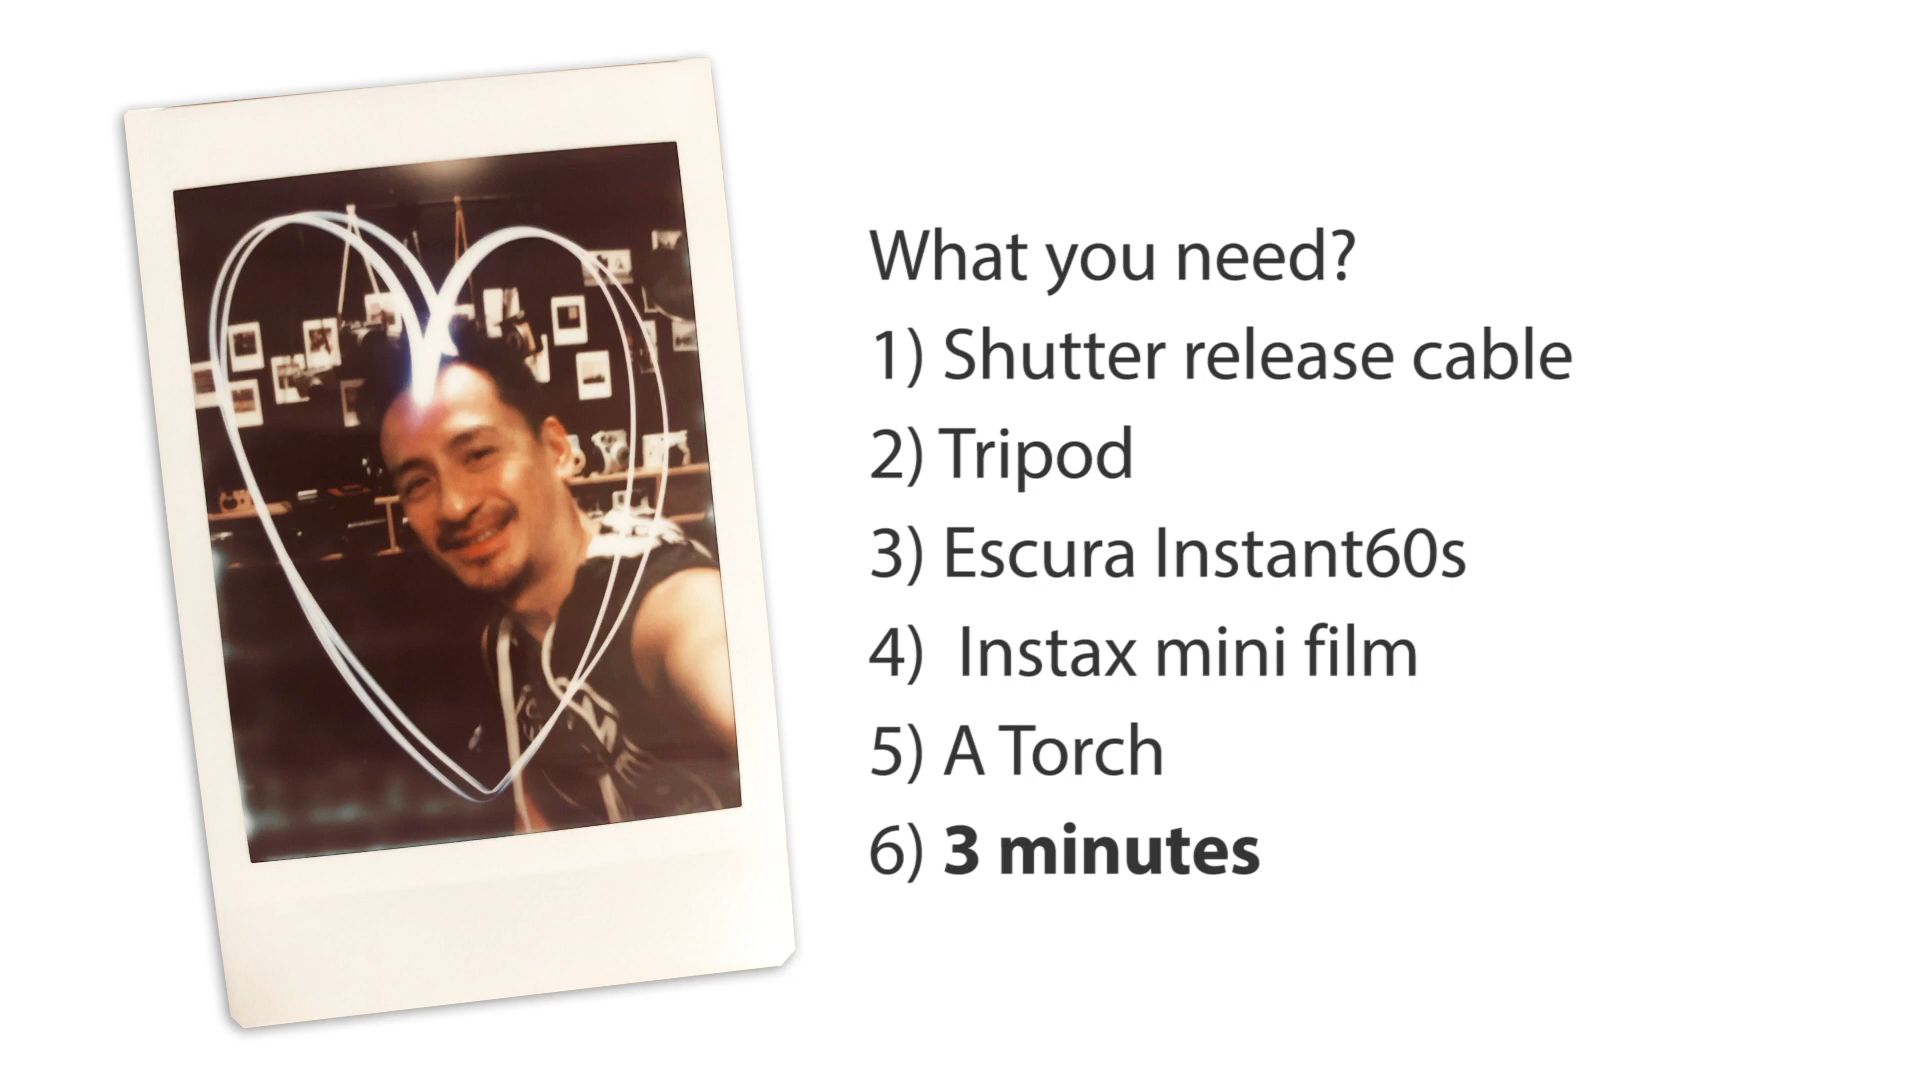 What you need?
1) Shutter release cable
2) Tripod
3) Escura Instant60s
4) Instax mini film
5) A Torch
6) 3 minutes